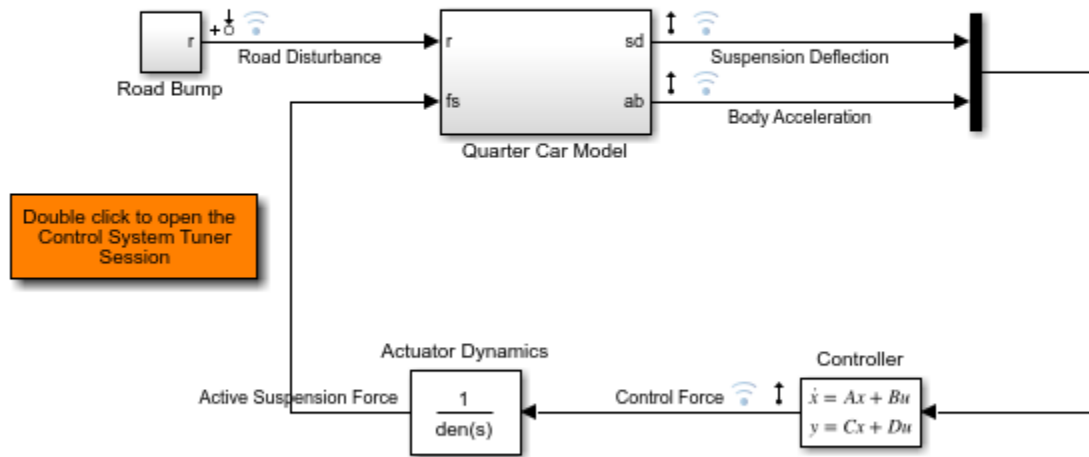 r
Road Disturbance
Road Bump
r
fs
sd
ab
Suspension Deflection
Body Acceleration
Quarter Car Model
Double click to open the
Control System Tuner
Session
Actuator Dynamics
Active Suspension Force
1
den(s)
Control Force
Controller
ẋ = Ax + Bu
y = Cx + Du